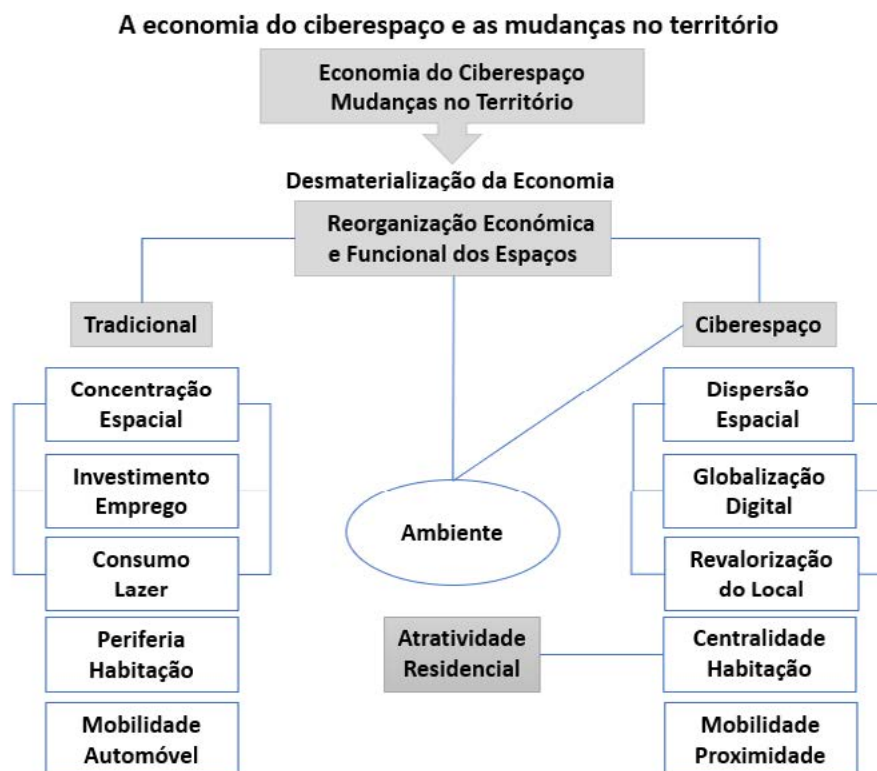 A economia do ciberespaço e as mudanças no território
Economia do Ciberespaço
Mudanças no Território
Desmaterialização da Economia
Reorganização Económica
e Funcional dos Espaços
Tradicional
Ciberespaço
Concentração
Espacial
Investimento
Emprego
Consumo
Lazer
Periferia
Habitação
Mobilidade
Automóvel
Ambiente
Atratividade
Residencial
Dispersão
Espacial
Globalização
Digital
Revalorização
do Local
Centralidade
Habitação
Mobilidade
Proximidade